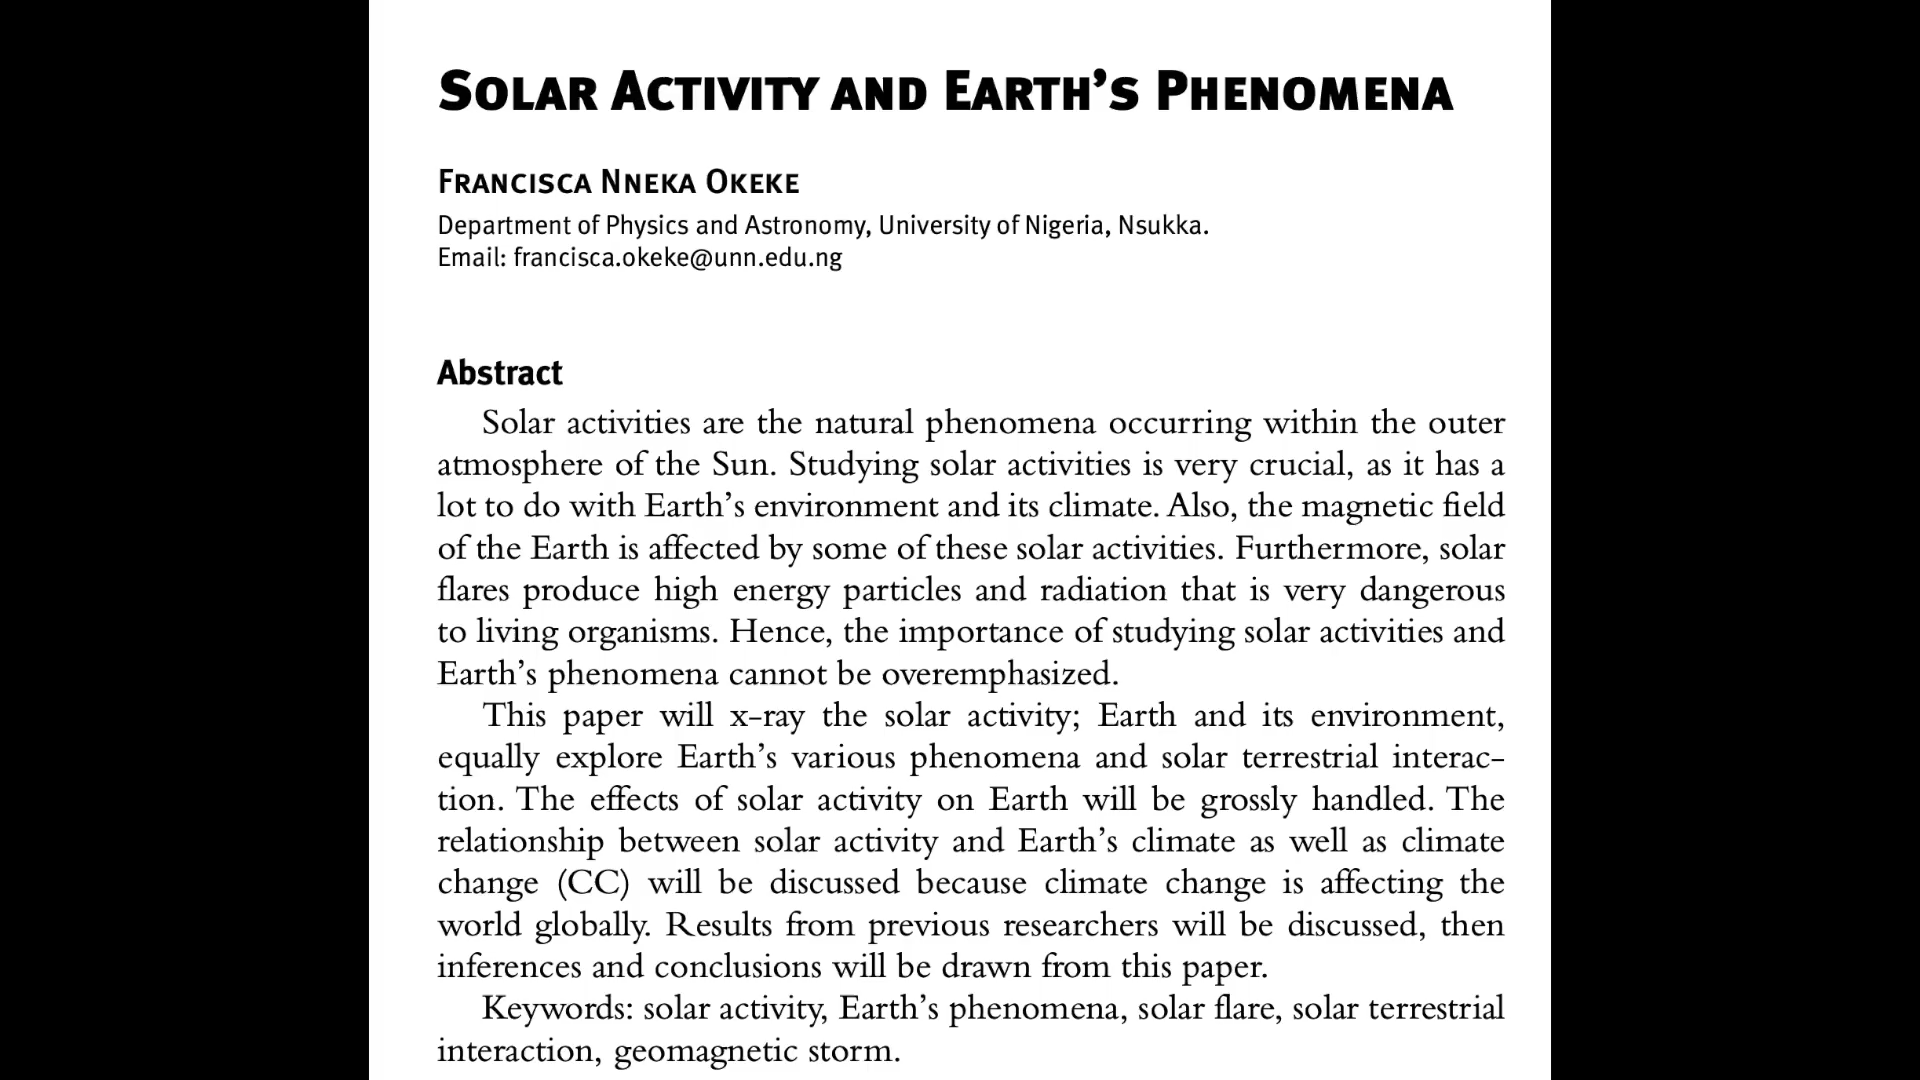 SOLAR ACTIVITY AND EARTH'S PHENOMENA
FRANCISCA NNEKA OKEKE
Department of Physics and Astronomy, University of Nigeria, Nsukka.
Email: francisca.okeke@unn.edu.ng
Abstract
Solar activities are the natural phenomena occurring within the outer
atmosphere of the Sun. Studying solar activities is very crucial, as it has a
lot to do with Earth's environment and its climate. Also, the magnetic field
of the Earth is affected by some of these solar activities. Furthermore, solar
flares produce high energy particles and radiation that is very dangerous
to living organisms. Hence, the importance of studying solar activities and
Earth's phenomena cannot be overemphasized.
This paper will x-ray the solar activity; Earth and its environment,
equally explore Earth's various phenomena and solar terrestrial interac-
tion. The effects of solar activity on Earth will be grossly handled. The
relationship between solar activity and Earth's climate as well as climate
change (CC) will be discussed because climate change is affecting the
world globally. Results from previous researchers will be discussed, then
inferences and conclusions will be drawn from this paper.
Keywords: solar activity, Earth's phenomena, solar flare, solar terrestrial
interaction, geomagnetic storm.